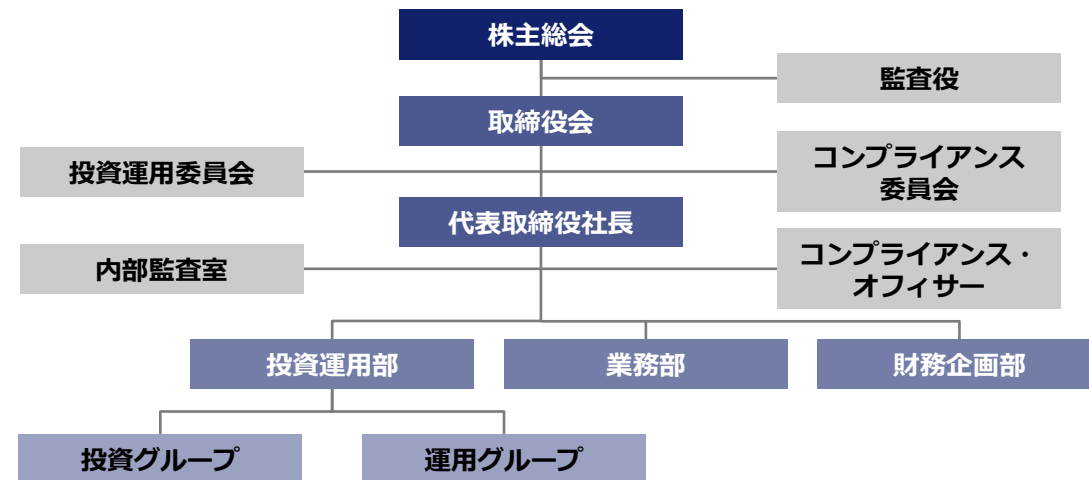 株主総会
監査役
取締役会
投資運用委員会
コンプライアンス
委員会
代表取締役社長
内部監査室
コンプライアンス・
オフィサー
投資運用部
業務部
財務企画部
投資グループ
運用グループ